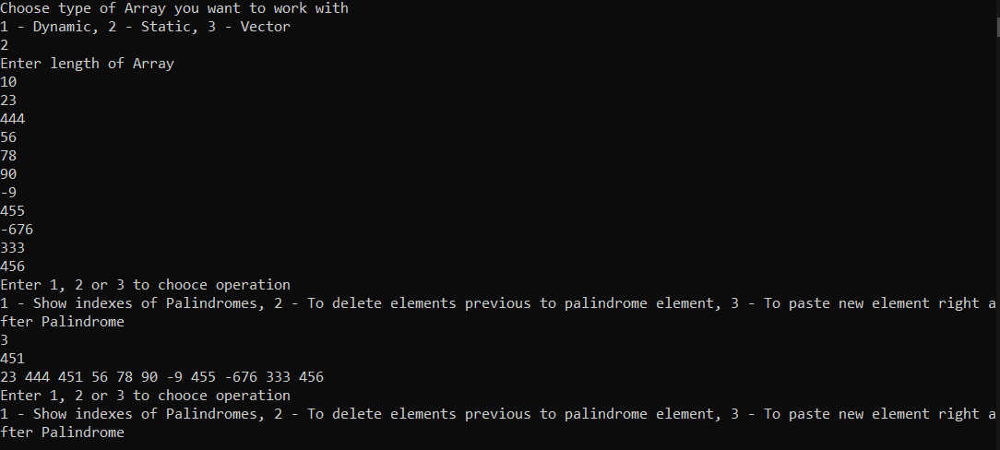 Choose type of Array you want to work with
1 - Dynamic, 2 - Static, 3 - Vector
2
Enter length of Array
10
23
444
56
78
90
-9
455
-676
333
456
Enter 1, 2 or 3 to chooce operation
1 - Show indexes of Palindromes, 2 - To delete elements previous to palindrome element, 3 - To paste new element right a
fter Palindrome
3
451
23 444 451 56 78 90 -9 455 -676 333 456
Enter 1, 2 or 3 to chooce operation
1 - Show indexes of Palindromes, 2 - To delete elements previous to palindrome element, 3 - To paste new element right a
fter Palindrome